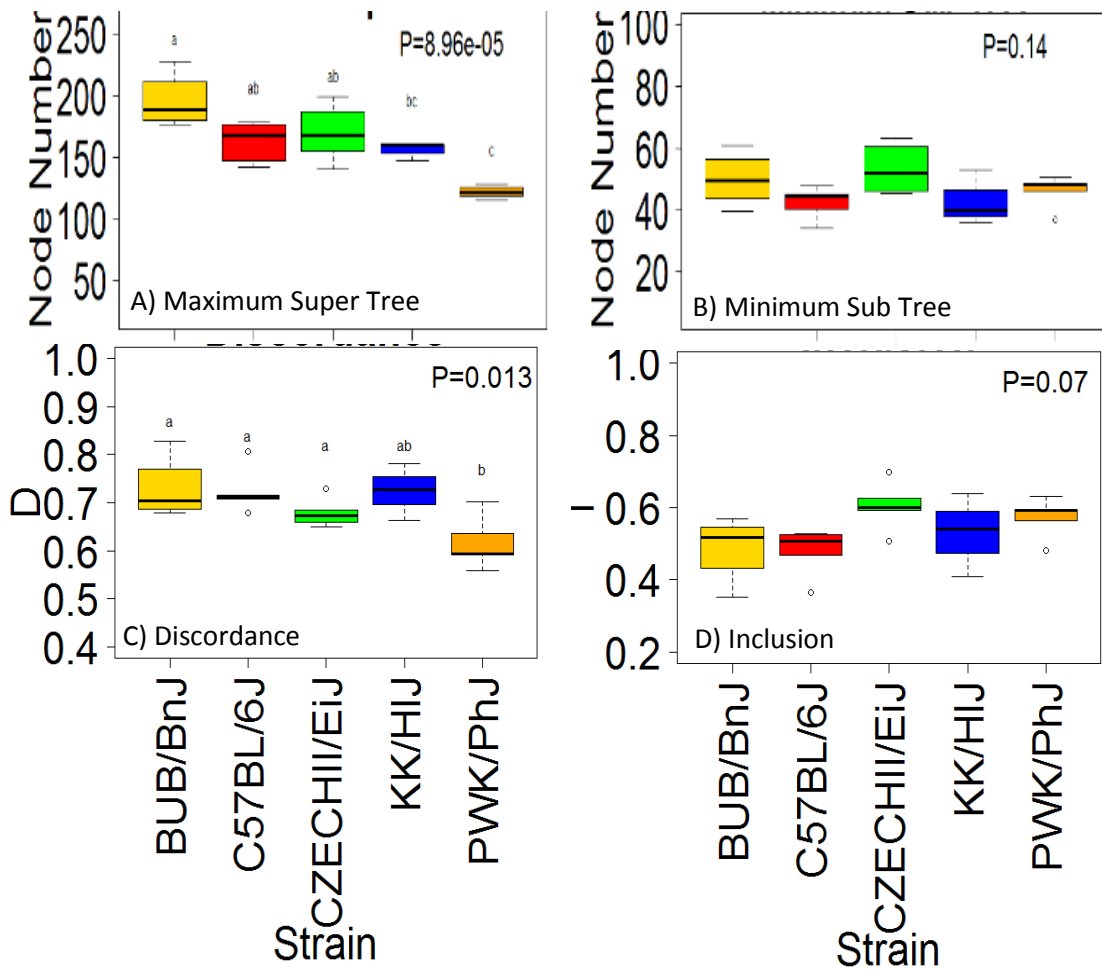 250
200
150
100
50
Node Number
P=8.96e-05
a
ab
ab
bc
c
A) Maximum Super Tree
100
80
60
40
20
Node Number
P=0.14
B) Minimum Sub Tree
1.0
0.9
0.8
0.7
0.6
0.5
0.4
D
P=0.013
a
a
a
ab
b
C) Discordance
1.0
0.8
0.6
0.4
0.2
I
P=0.07
D) Inclusion
BUB/BnJ
C57BL/6J
CZECHII/EiJ
KK/HIJ
PWK/PhJ
Strain
BUB/BnJ
C57BL/6J
CZECHII/EiJ
KK/HIJ
PWK/PhJ
Strain